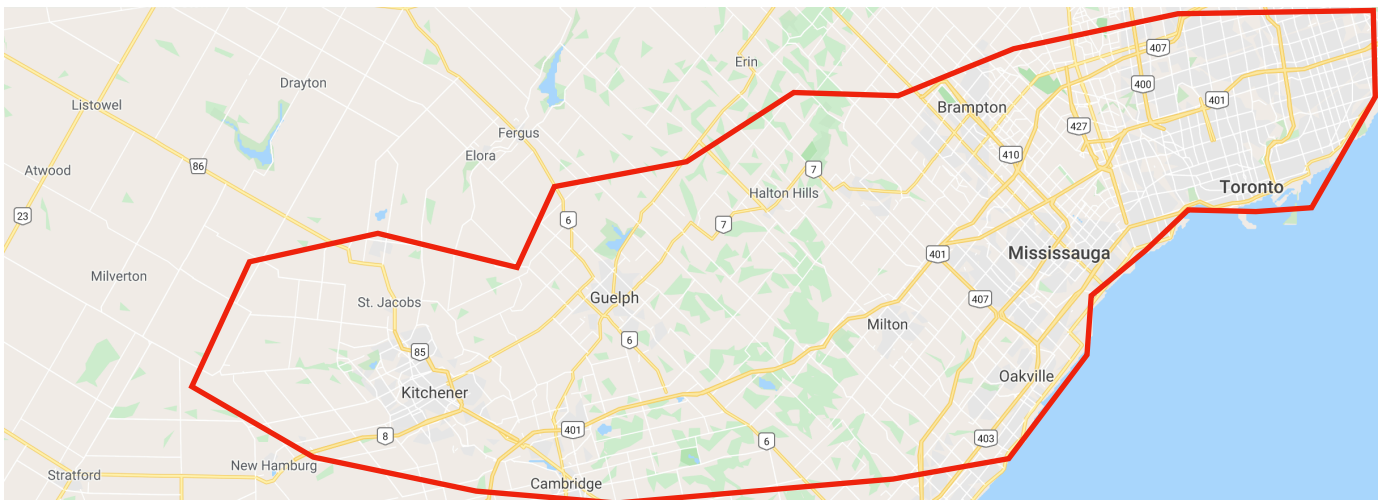 407
Erin
Drayton
400
401
Listowel
Brampton
427
Fergus
Elora
410
86
7
Atwood
Toronto
Halton Hills
23
6
7
401
Mississauga
Milverton
Guelph
407
St. Jacobs
Milton
6
85
Oakville
Kitchener
401
8
403
6
New Hamburg
Stratford
Cambridge